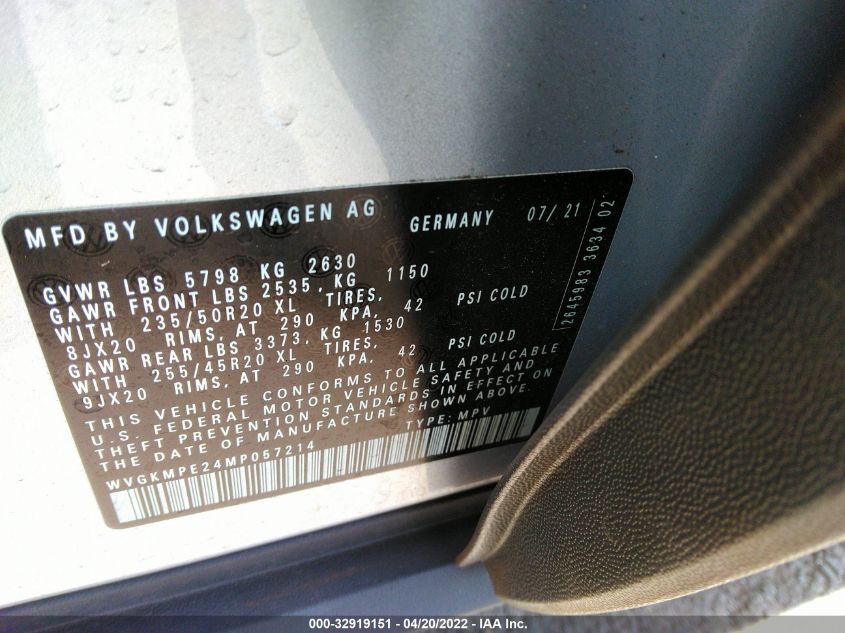 MFD BY VOLKSWAGEN AG GERMANY 07/ 21
GVWR LBS 5798 KG 2630
GAWR FRONT LBS 2535, KG 1150
WITH 235/50R20 XL TIRES,
8JX20 RIMS, AT 290 KPA, 42 PSI COLD
GAWR REAR LBS 3373, KG 1530
WITH 255/45R20 XL TIRES,
9JX20 RIMS, AT 290 KPA, 42 PSI COLD
THIS VEHICLE CONFORMS TO ALL APPLICABLE
U.S. FEDERAL MOTOR VEHICLE SAFETY AND
THEFT PREVENTION STANDARDS IN EFFECT ON
THE DATE OF MANUFACTURE SHOWN ABOVE.
TYPE: MPV
WVGKMPE24MP057214
2645983 3634 02
000-32919151 - 04/20/2022 - IAA Inc.